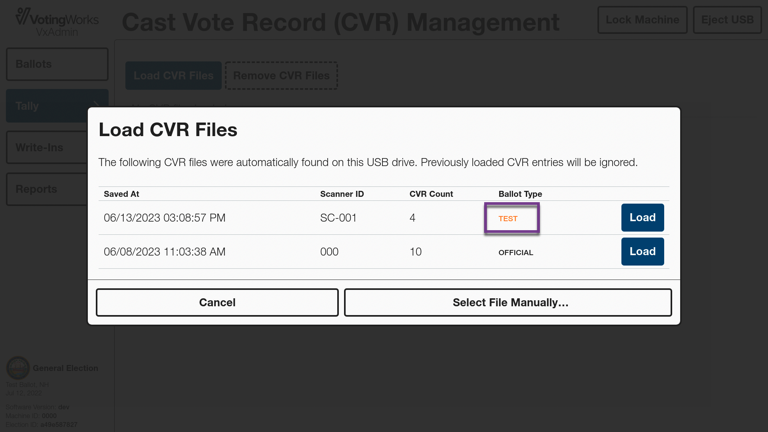 VotingWorks
VxAdmin
Cast Vote Record (CVR) Management
Lock Machine
Eject USB
Ballots
Tally
Write-Ins
Reports
Load CVR Files
Remove CVR Files
Load CVR Files
The following CVR files were automatically found on this USB drive. Previously loaded CVR entries will be ignored.
Saved At Scanner ID CVR Count Ballot Type
06/13/2023 03:08:57 PM SC-001 4 TEST Load
06/08/2023 11:03:38 AM 000 10 OFFICIAL Load
Cancel
Select File Manually…
General Election